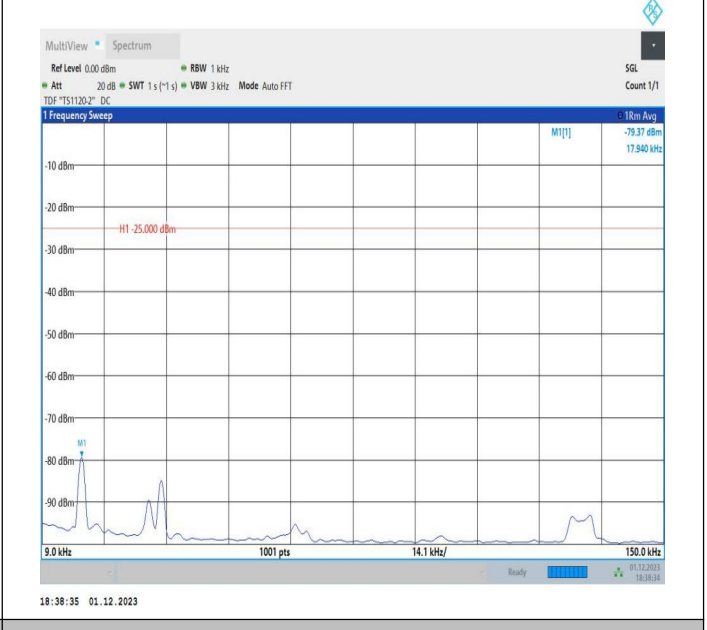 MultiView Spectrum
Ref Level 0.00 dBm RBW 1 kHz SGL
Att 20 dB SWT 1 s (~1 s) VBW 3 kHz Mode Auto FFT Count 1/1
TDF "TS1120-2" DC
1 Frequency Sweep 1Rm Avg
M1[1] -79.37 dBm
17.940 kHz
-10 dBm
-20 dBm
H1 -25.000 dBm
-30 dBm
-40 dBm
-50 dBm
-60 dBm
-70 dBm
M1
-80 dBm
-90 dBm
9.0 kHz 1001 pts 14.1 kHz/ 150.0 kHz
Ready 01.12.2023
18:38:34
18:38:35 01.12.2023